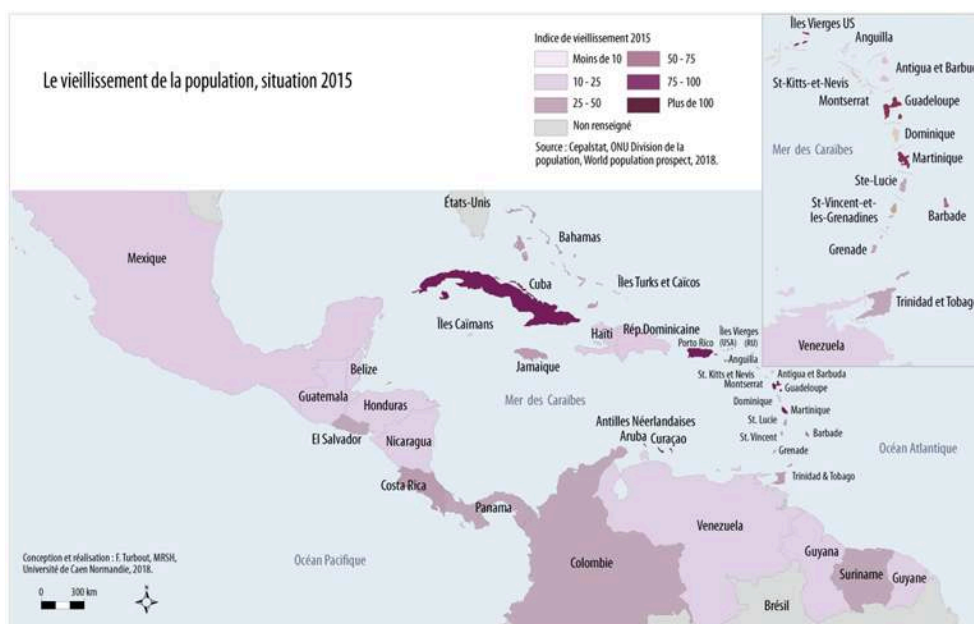 Le vieillissement de la population, situation 2015
Indice de vieillissement 2015
Moins de 10
10 - 25
25 - 50
Non renseigné
50 - 75
75 - 100
Plus de 100
Source : Cepalstat, ONU Division de la
population, World population prospect, 2018.
Îles Vierges US
Anguilla
Antigua et Barbud
St-Kitts-et-Nevis
Montserrat
Guadeloupe
Dominique
Mer des Caraïbes
Martinique
Ste-Lucie
St-Vincent-et-
les-Grenadines
Barbade
Grenade
Trinidad et Tobago
Venezuela
États-Unis
Mexique
Bahamas
Cuba
Îles Turks et Caïcos
Îles Caïmans
Haïti
Rép.Dominicaine
Porto Rico
Îles Vierges
(USA) (RU)
Anguilla
Jamaïque
Belize
St. Kitts et Nevis
Antigua et Barbuda
Montserrat
Guadeloupe
Guatemala
Honduras
Mer des Caraïbes
Dominique
Martinique
El Salvador
Nicaragua
Antilles Néerlandaises
Aruba
Curaçao
St. Lucie
St. Vincent
Barbade
Grenade
Océan Atlantique
Costa Rica
Panama
Trinidad & Tobago
Venezuela
Colombie
Guyana
Suriname
Guyane
Brésil
Océan Pacifique
Conception et réalisation : F. Turbout, MRSH,
Université de Caen Normandie, 2018.
0 300 km
N